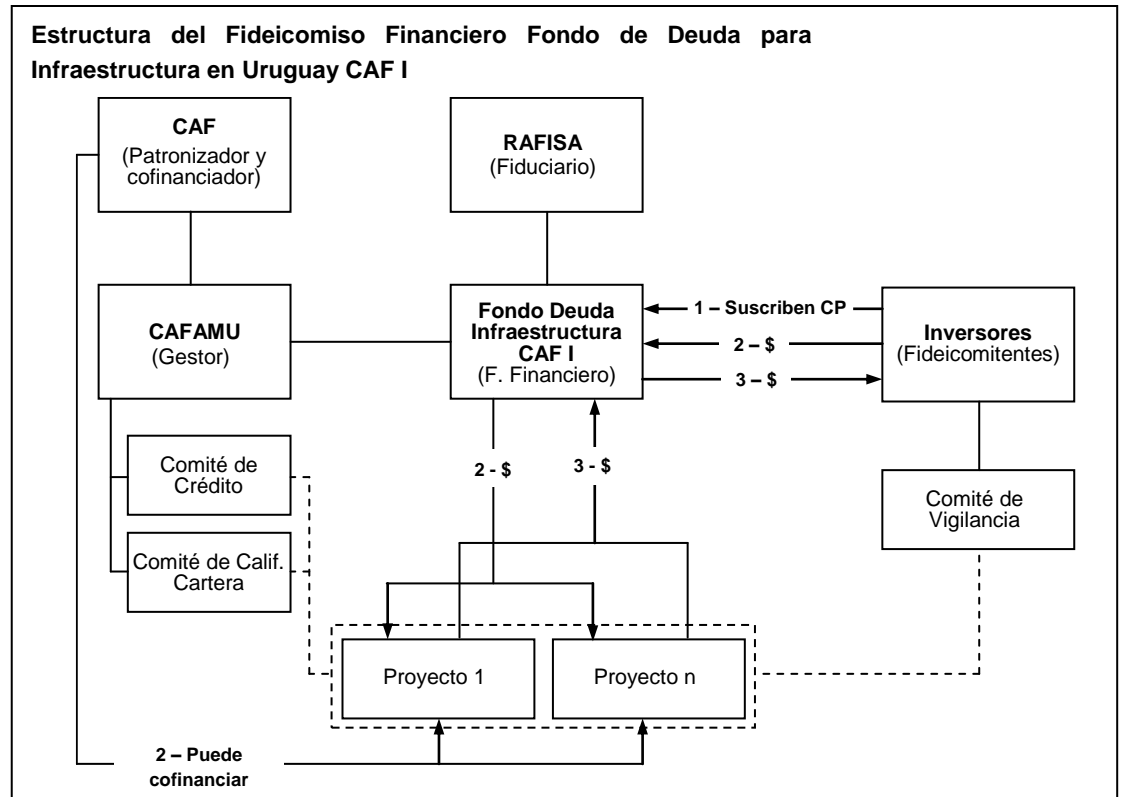 Estructura del Fideicomiso Financiero Fondo de Deuda para
Infraestructura en Uruguay CAF I
CAF
(Patronizador y
cofinanciador)
RAFISA
(Fiduciario)
CAFAMU
(Gestor)
Fondo Deuda
Infraestructura
CAF I
(F. Financiero)
1 – Suscriben CP
2 – $
3 – $
Inversores
(Fideicomitentes)
Comité de
Crédito
2 - $
3 - $
Comité de
Vigilancia
Comité de Calif.
Cartera
Proyecto 1
Proyecto n
2 – Puede
cofinanciar